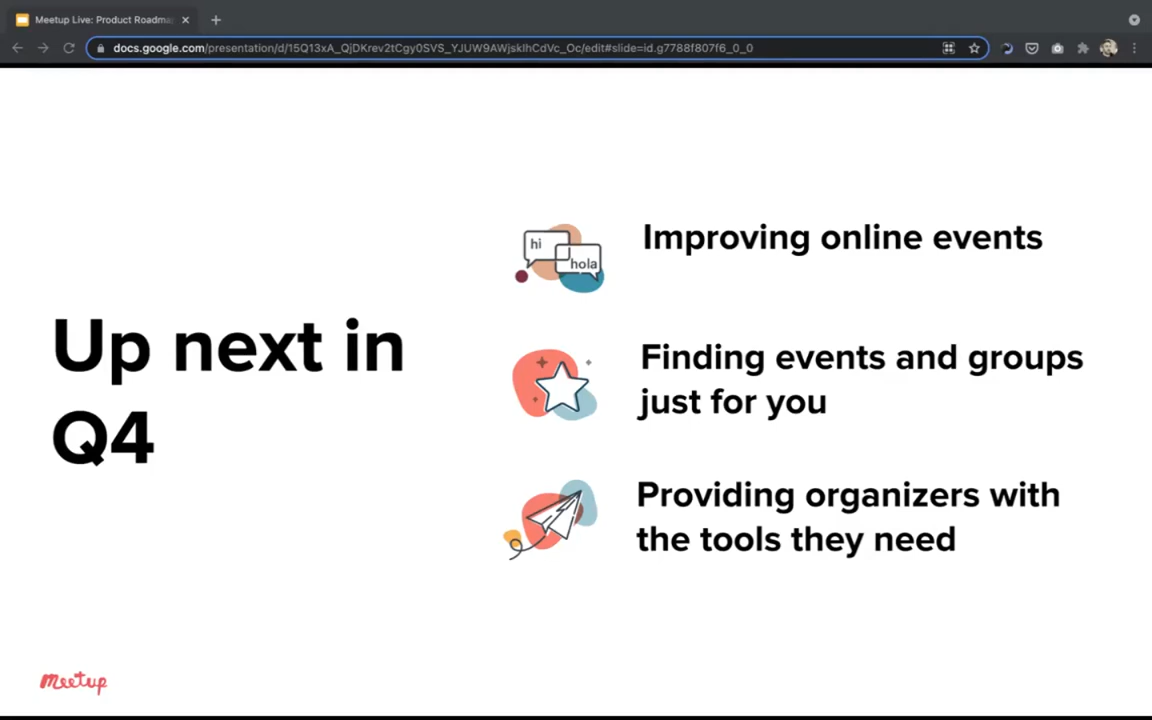 Meetup Live: Product Roadma
docs.google.com/presentation/d/15Q13xA_QjDKrev2tCgy0SVS_YJUW9AWjskIhCdVc_Oc/edit#slide=id.g7788f807f6_0_0
Up next in
Q4
hi
hola
Improving online events
Finding events and groups
just for you
Providing organizers with
the tools they need
meetup